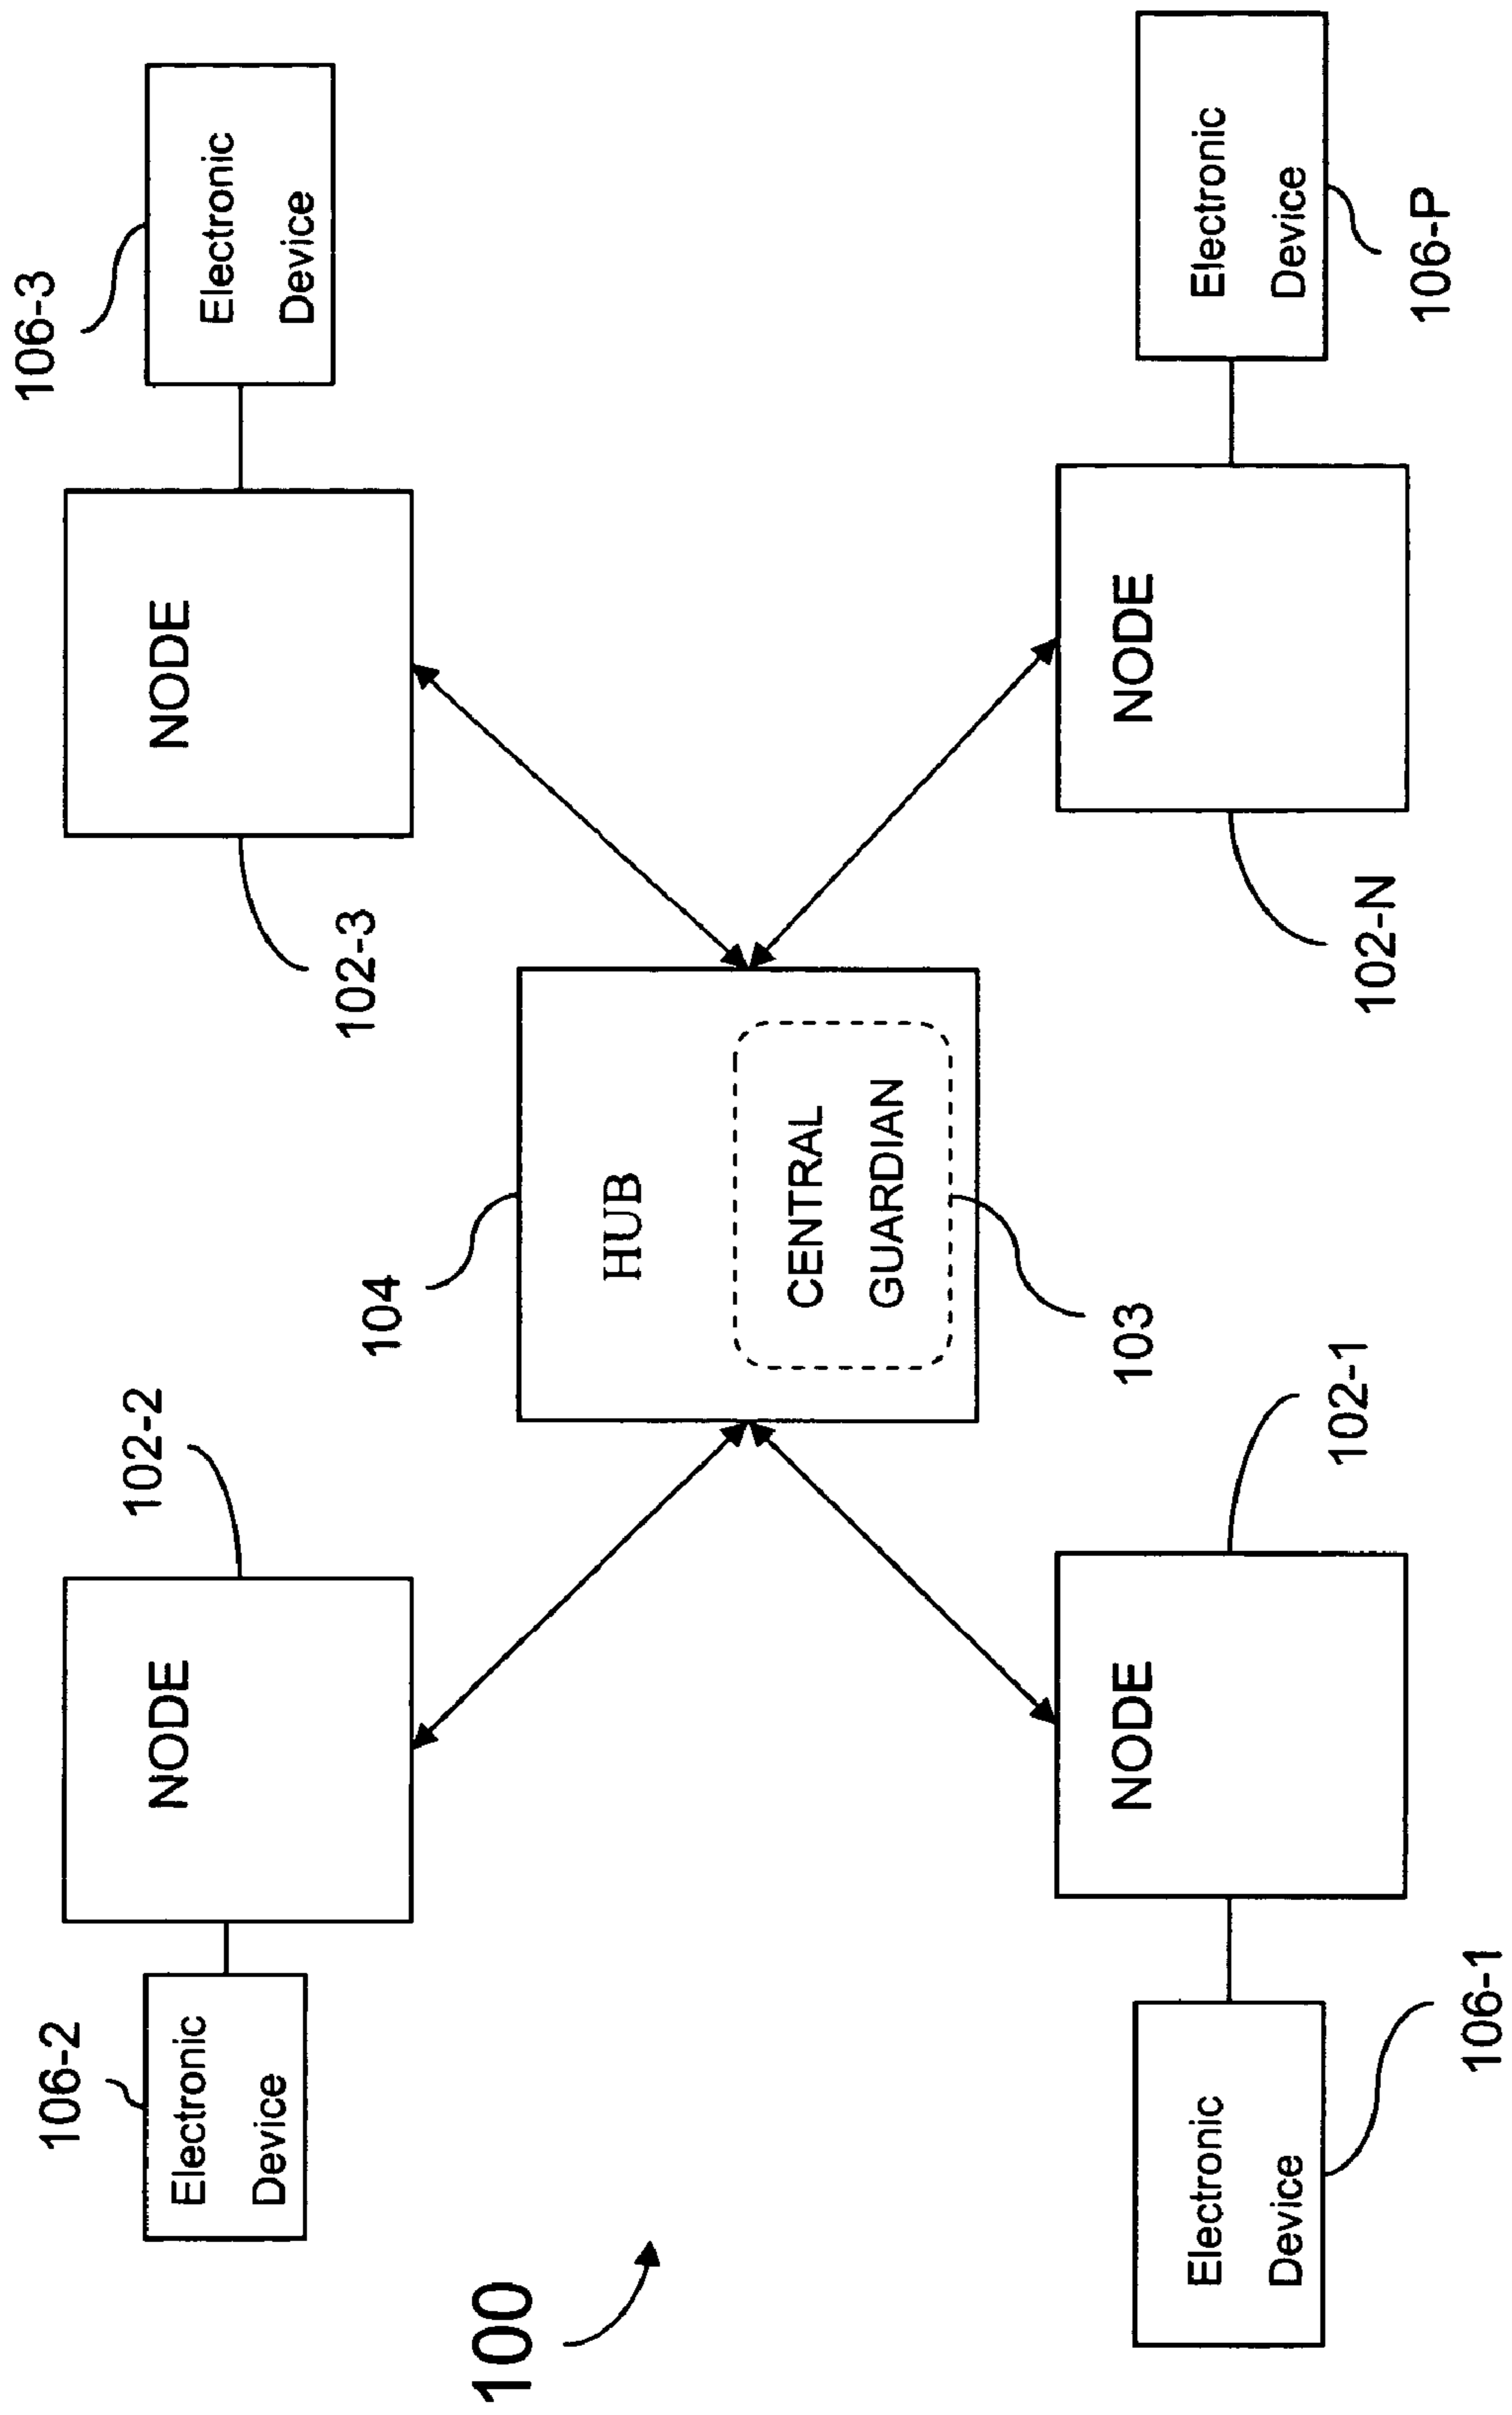 106-2
Electronic
Device
NODE
102-2
106-3
Electronic
Device
NODE
102-3
104
HUB
CENTRAL
GUARDIAN
103
100
Electronic
Device
106-1
NODE
102-1
NODE
102-N
Electronic
Device
106-P